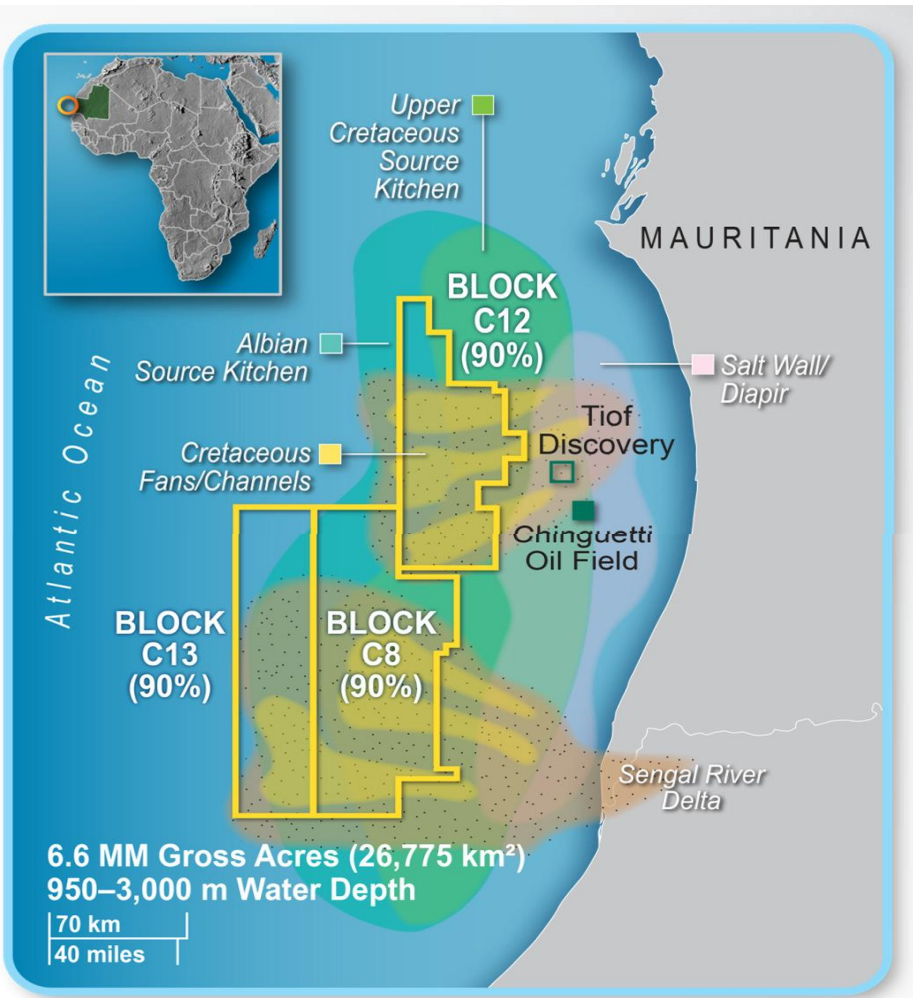 Upper
Cretaceous
Source
Kitchen
MAURITANIA
BLOCK
C12
(90%)
Albian
Source Kitchen
Salt Wall/
Diapir
Atlantic Ocean
Tiof
Discovery
Cretaceous
Fans/Channels
Chinguetti
Oil Field
BLOCK
C13
(90%)
BLOCK
C8
(90%)
Sengal River
Delta
6.6 MM Gross Acres (26,775 km²)
950–3,000 m Water Depth
70 km
40 miles